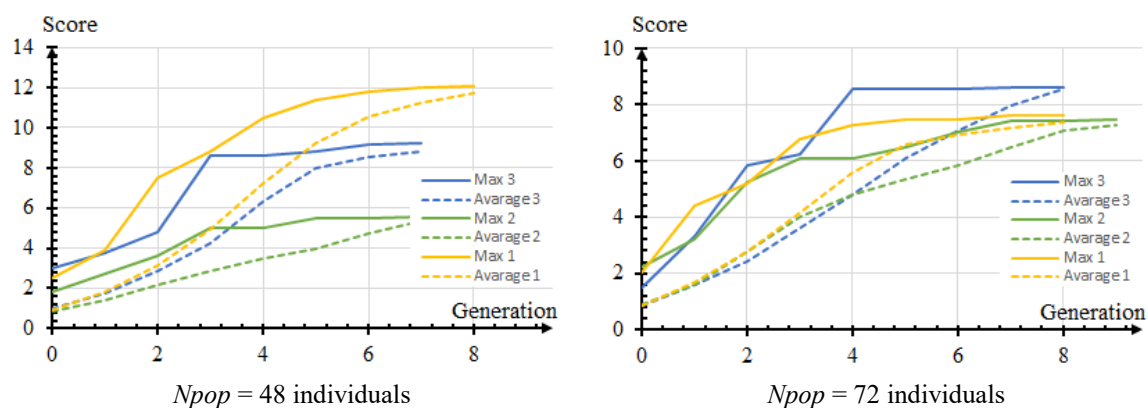 Score
14
12
10
8
6
4
2
0
Max 3
Avarage 3
Max 2
Avarage 2
Max 1
Avarage 1
Generation
0 2 4 6 8
Npop = 48 individuals
Score
10
8
6
4
2
0
Max 3
Avarage 3
Max 2
Avarage 2
Max 1
Avarage 1
Generation
0 2 4 6 8
Npop = 72 individuals